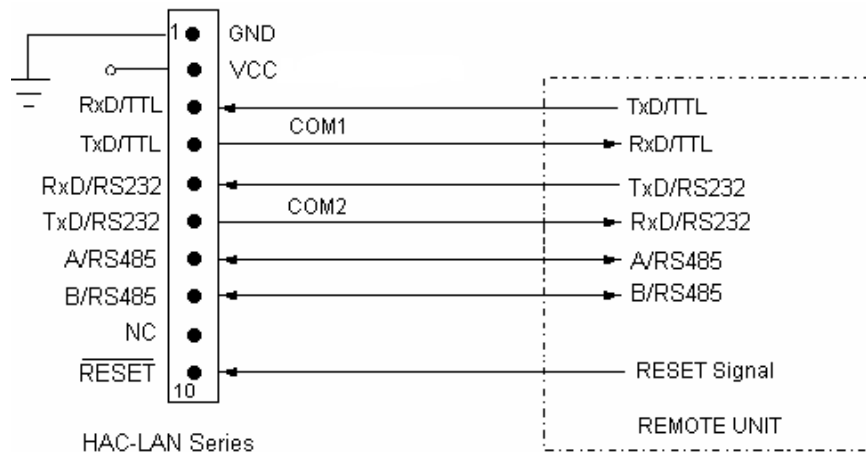 1 GND
VCC
RxD/TTL TxD/TTL
COM1
TxD/TTL RxD/TTL
RxD/RS232 TxD/RS232
COM2
TxD/RS232 RxD/RS232
A/RS485 A/RS485
B/RS485 B/RS485
NC
RESET RESET Signal
10
REMOTE UNIT
HAC-LAN Series